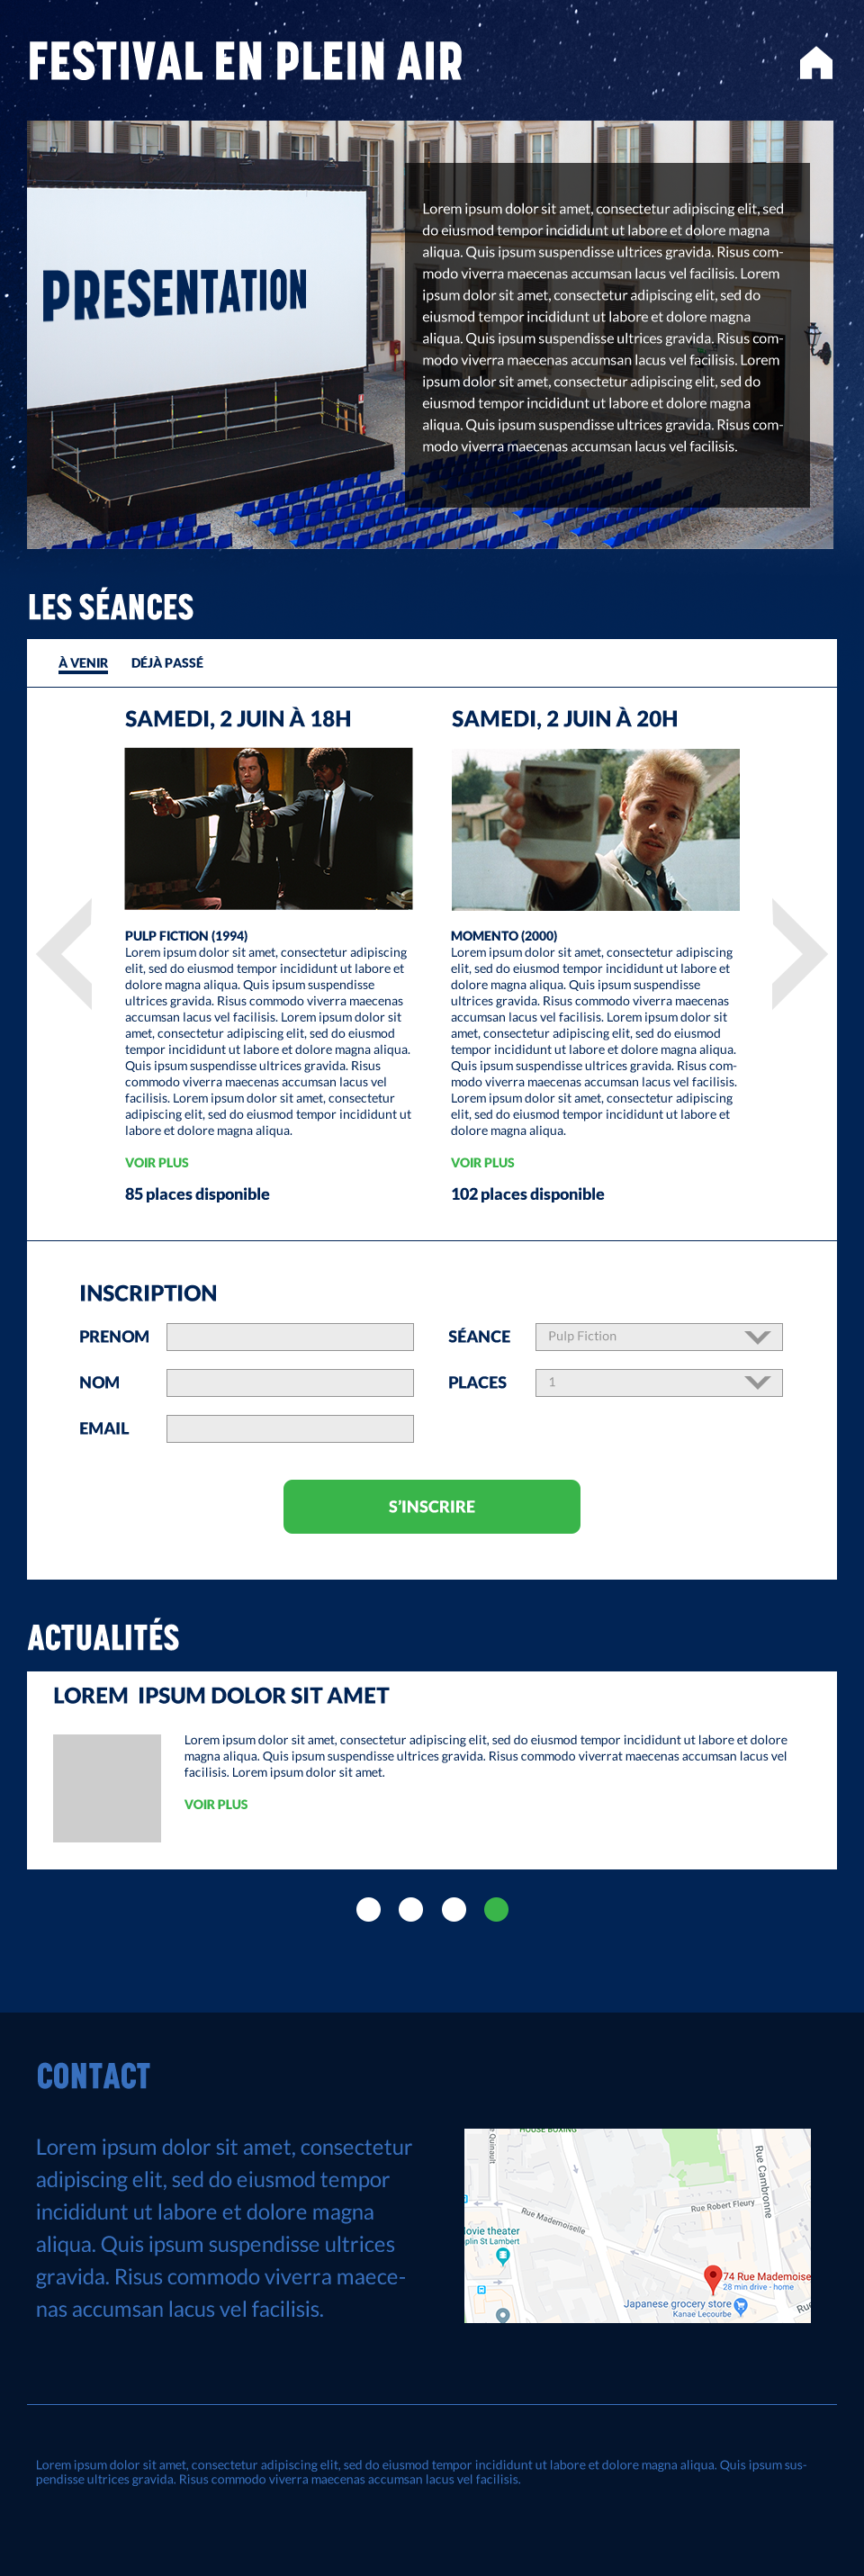 FESTIVAL EN PLEIN AIR
PRESENTATION
Lorem ipsum dolor sit amet, consectetur adipiscing elit, sed
do eiusmod tempor incididunt ut labore et dolore magna
aliqua. Quis ipsum suspendisse ultrices gravida. Risus com-
modo viverra maecenas accumsan lacus vel facilisis. Lorem
ipsum dolor sit amet, consectetur adipiscing elit, sed do
eiusmod tempor incididunt ut labore et dolore magna
aliqua. Quis ipsum suspendisse ultrices gravida. Risus com-
modo viverra maecenas accumsan lacus vel facilisis. Lorem
ipsum dolor sit amet, consectetur adipiscing elit, sed do
eiusmod tempor incididunt ut labore et dolore magna
aliqua. Quis ipsum suspendisse ultrices gravida. Risus com-
modo viverra maecenas accumsan lacus vel facilisis.
LES SÉANCES
À VENIR DÉJÀ PASSÉ
SAMEDI, 2 JUIN À 18H
PULP FICTION (1994)
Lorem ipsum dolor sit amet, consectetur adipiscing
elit, sed do eiusmod tempor incididunt ut labore et
dolore magna aliqua. Quis ipsum suspendisse
ultrices gravida. Risus commodo viverra maecenas
accumsan lacus vel facilisis. Lorem ipsum dolor sit
amet, consectetur adipiscing elit, sed do eiusmod
tempor incididunt ut labore et dolore magna aliqua.
Quis ipsum suspendisse ultrices gravida. Risus
commodo viverra maecenas accumsan lacus vel
facilisis. Lorem ipsum dolor sit amet, consectetur
adipiscing elit, sed do eiusmod tempor incididunt ut
labore et dolore magna aliqua.
VOIR PLUS
85 places disponible
SAMEDI, 2 JUIN À 20H
MOMENTO (2000)
Lorem ipsum dolor sit amet, consectetur adipiscing
elit, sed do eiusmod tempor incididunt ut labore et
dolore magna aliqua. Quis ipsum suspendisse
ultrices gravida. Risus commodo viverra maecenas
accumsan lacus vel facilisis. Lorem ipsum dolor sit
amet, consectetur adipiscing elit, sed do eiusmod
tempor incididunt ut labore et dolore magna aliqua.
Quis ipsum suspendisse ultrices gravida. Risus com-
modo viverra maecenas accumsan lacus vel facilisis.
Lorem ipsum dolor sit amet, consectetur adipiscing
elit, sed do eiusmod tempor incididunt ut labore et
dolore magna aliqua.
VOIR PLUS
102 places disponible
INSCRIPTION
PRENOM
NOM
EMAIL
SÉANCE Pulp Fiction
PLACES 1
S'INSCRIRE
ACTUALITÉS
LOREM IPSUM DOLOR SIT AMET
Lorem ipsum dolor sit amet, consectetur adipiscing elit, sed do eiusmod tempor incididunt ut labore et dolore
magna aliqua. Quis ipsum suspendisse ultrices gravida. Risus commodo viverrat maecenas accumsan lacus vel
facilisis. Lorem ipsum dolor sit amet.
VOIR PLUS
CONTACT
Lorem ipsum dolor sit amet, consectetur
adipiscing elit, sed do eiusmod tempor
incididunt ut labore et dolore magna
aliqua. Quis ipsum suspendisse ultrices
gravida. Risus commodo viverra maece-
nas accumsan lacus vel facilisis.
HOUSE BOXING
e Quinault
Rue Cambronne
Rue Robert Fleury
Rue Mademoiselle
ovie theater
plin St Lambert
74 Rue Mademoise
28 min drive - home
Japanese grocery store
Kanae Lecourbe
Rue
Lorem ipsum dolor sit amet, consectetur adipiscing elit, sed do eiusmod tempor incididunt ut labore et dolore magna aliqua. Quis ipsum sus-
pendisse ultrices gravida. Risus commodo viverra maecenas accumsan lacus vel facilisis.